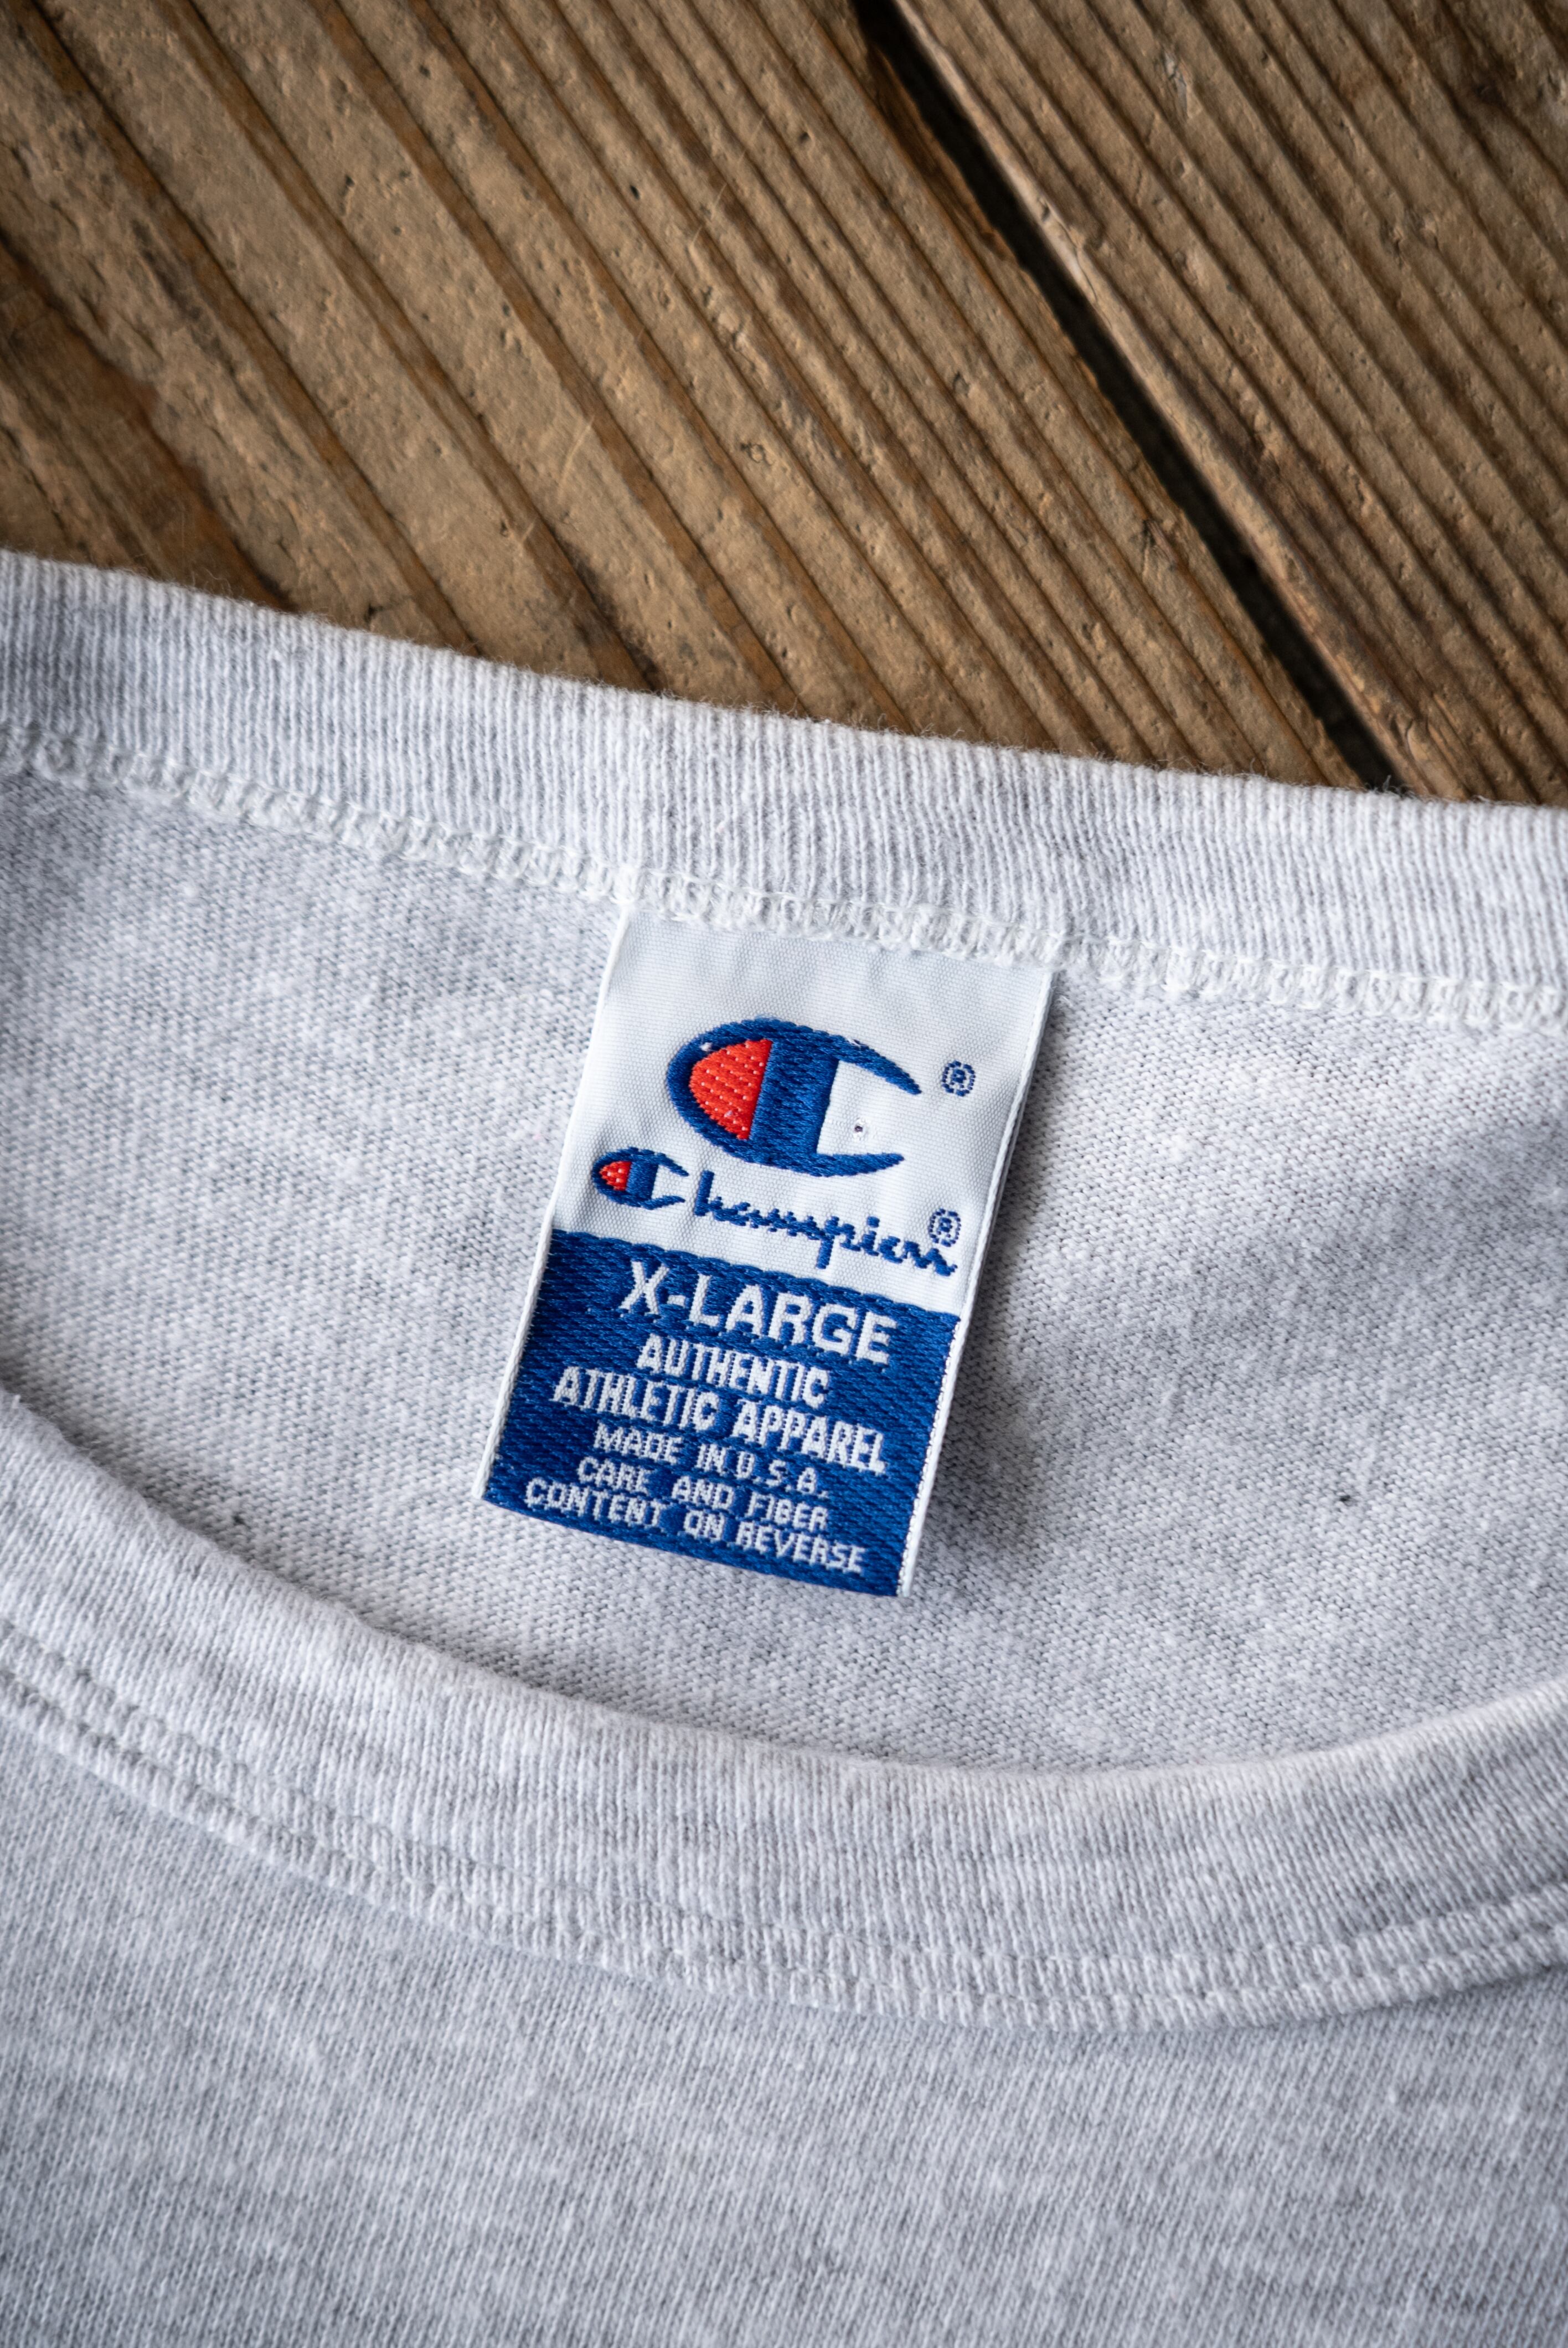 ®
Champion®
X-LARGE
AUTHENTIC
ATHLETIC APPAREL
MADE IN U.S.A.
CARE AND FIBER
CONTENT ON REVERSE